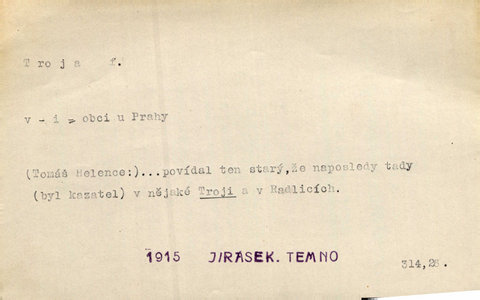 Troja f.
v - i = obci u Prahy
(Tomáš Helence:)...povídal ten starý,že naposledy tady
(byl kazatel) v nějaké Troji a v Radlicích.
1915 JIRÁSEK. TEMNO
314,26.